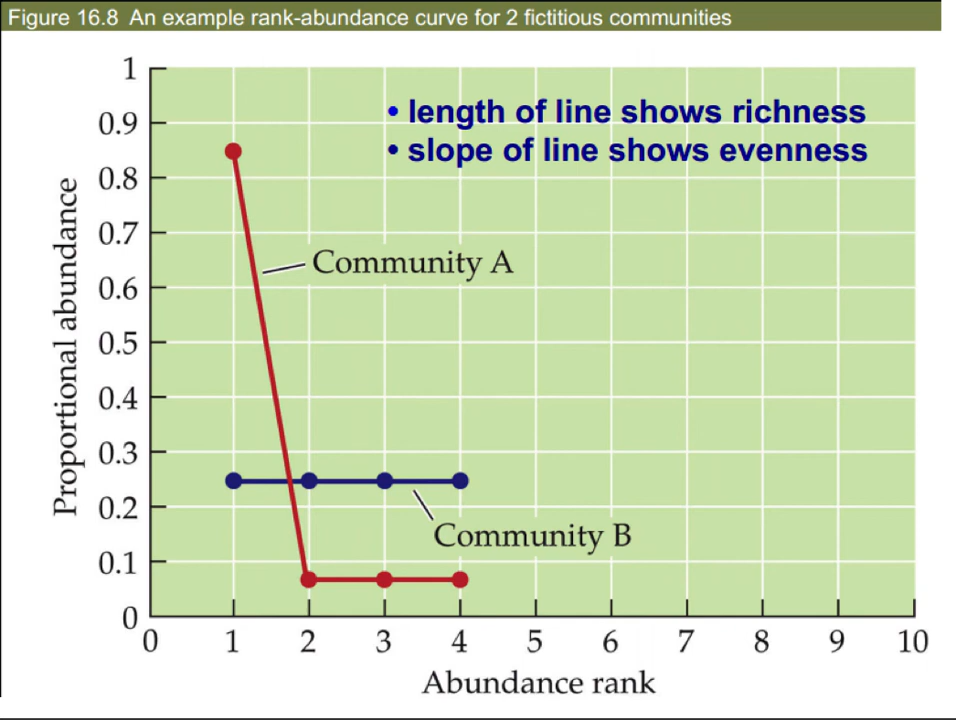 Figure 16.8 An example rank-abundance curve for 2 fictitious communities
• length of line shows richness
• slope of line shows evenness
Proportional abundance
1
0.9
0.8
0.7
0.6
0.5
0.4
0.3
0.2
0.1
0
Community A
Community B
0 1 2 3 4 5 6 7 8 9 10
Abundance rank